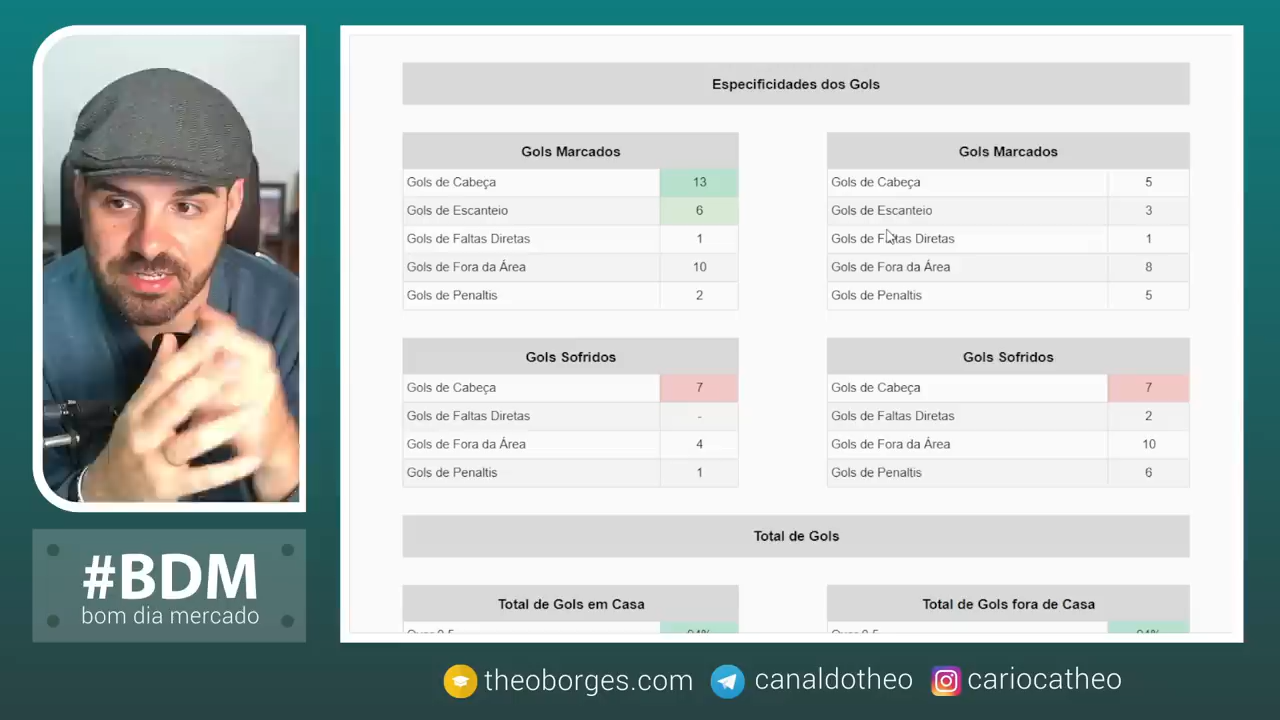 Especificidades dos Gols
Gols Marcados
Gols de Cabeça 13
Gols de Escanteio 6
Gols de Faltas Diretas 1
Gols de Fora da Área 10
Gols de Penaltis 2
Gols Marcados
Gols de Cabeça 5
Gols de Escanteio 3
Gols de Faltas Diretas 1
Gols de Fora da Área 8
Gols de Penaltis 5
Gols Sofridos
Gols de Cabeça 7
Gols de Faltas Diretas -
Gols de Fora da Área 4
Gols de Penaltis 1
Gols Sofridos
Gols de Cabeça 7
Gols de Faltas Diretas 2
Gols de Fora da Área 10
Gols de Penaltis 6
Total de Gols
Total de Gols em Casa
Total de Gols fora de Casa
#BDM
bom dia mercado
theoborges.com
canaldotheo
cariocatheo